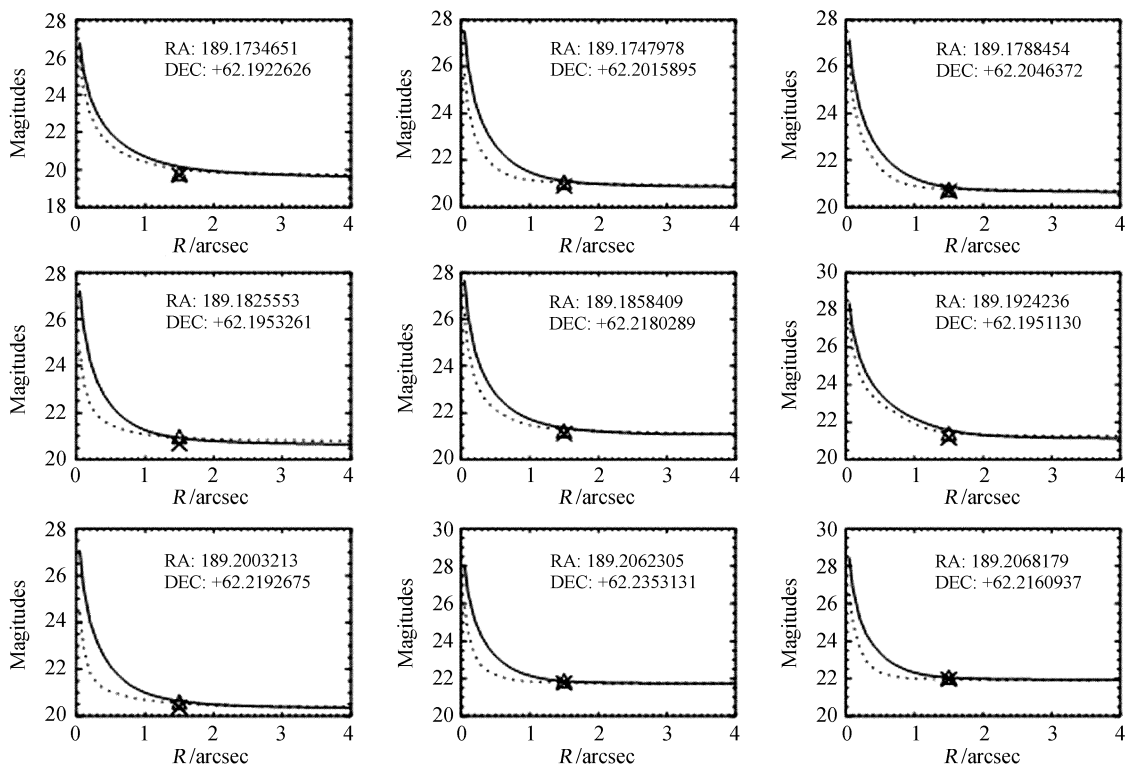 28
26
24
22
20
18
Magitudes
RA: 189.1734651
DEC: +62.1922626
0 1 2 3 4
R/arcsec
28
26
24
22
20
Magitudes
RA: 189.1747978
DEC: +62.2015895
0 1 2 3 4
R/arcsec
28
26
24
22
20
Magitudes
RA: 189.1788454
DEC: +62.2046372
0 1 2 3 4
R/arcsec
28
26
24
22
20
Magitudes
RA: 189.1825553
DEC: +62.1953261
0 1 2 3 4
R/arcsec
28
26
24
22
20
Magitudes
RA: 189.1858409
DEC: +62.2180289
0 1 2 3 4
R/arcsec
30
28
26
24
22
20
Magitudes
RA: 189.1924236
DEC: +62.1951130
0 1 2 3 4
R/arcsec
28
26
24
22
20
Magitudes
RA: 189.2003213
DEC: +62.2192675
0 1 2 3 4
R/arcsec
30
28
26
24
22
20
Magitudes
RA: 189.2062305
DEC: +62.2353131
0 1 2 3 4
R/arcsec
30
28
26
24
22
20
Magitudes
RA: 189.2068179
DEC: +62.2160937
0 1 2 3 4
R/arcsec